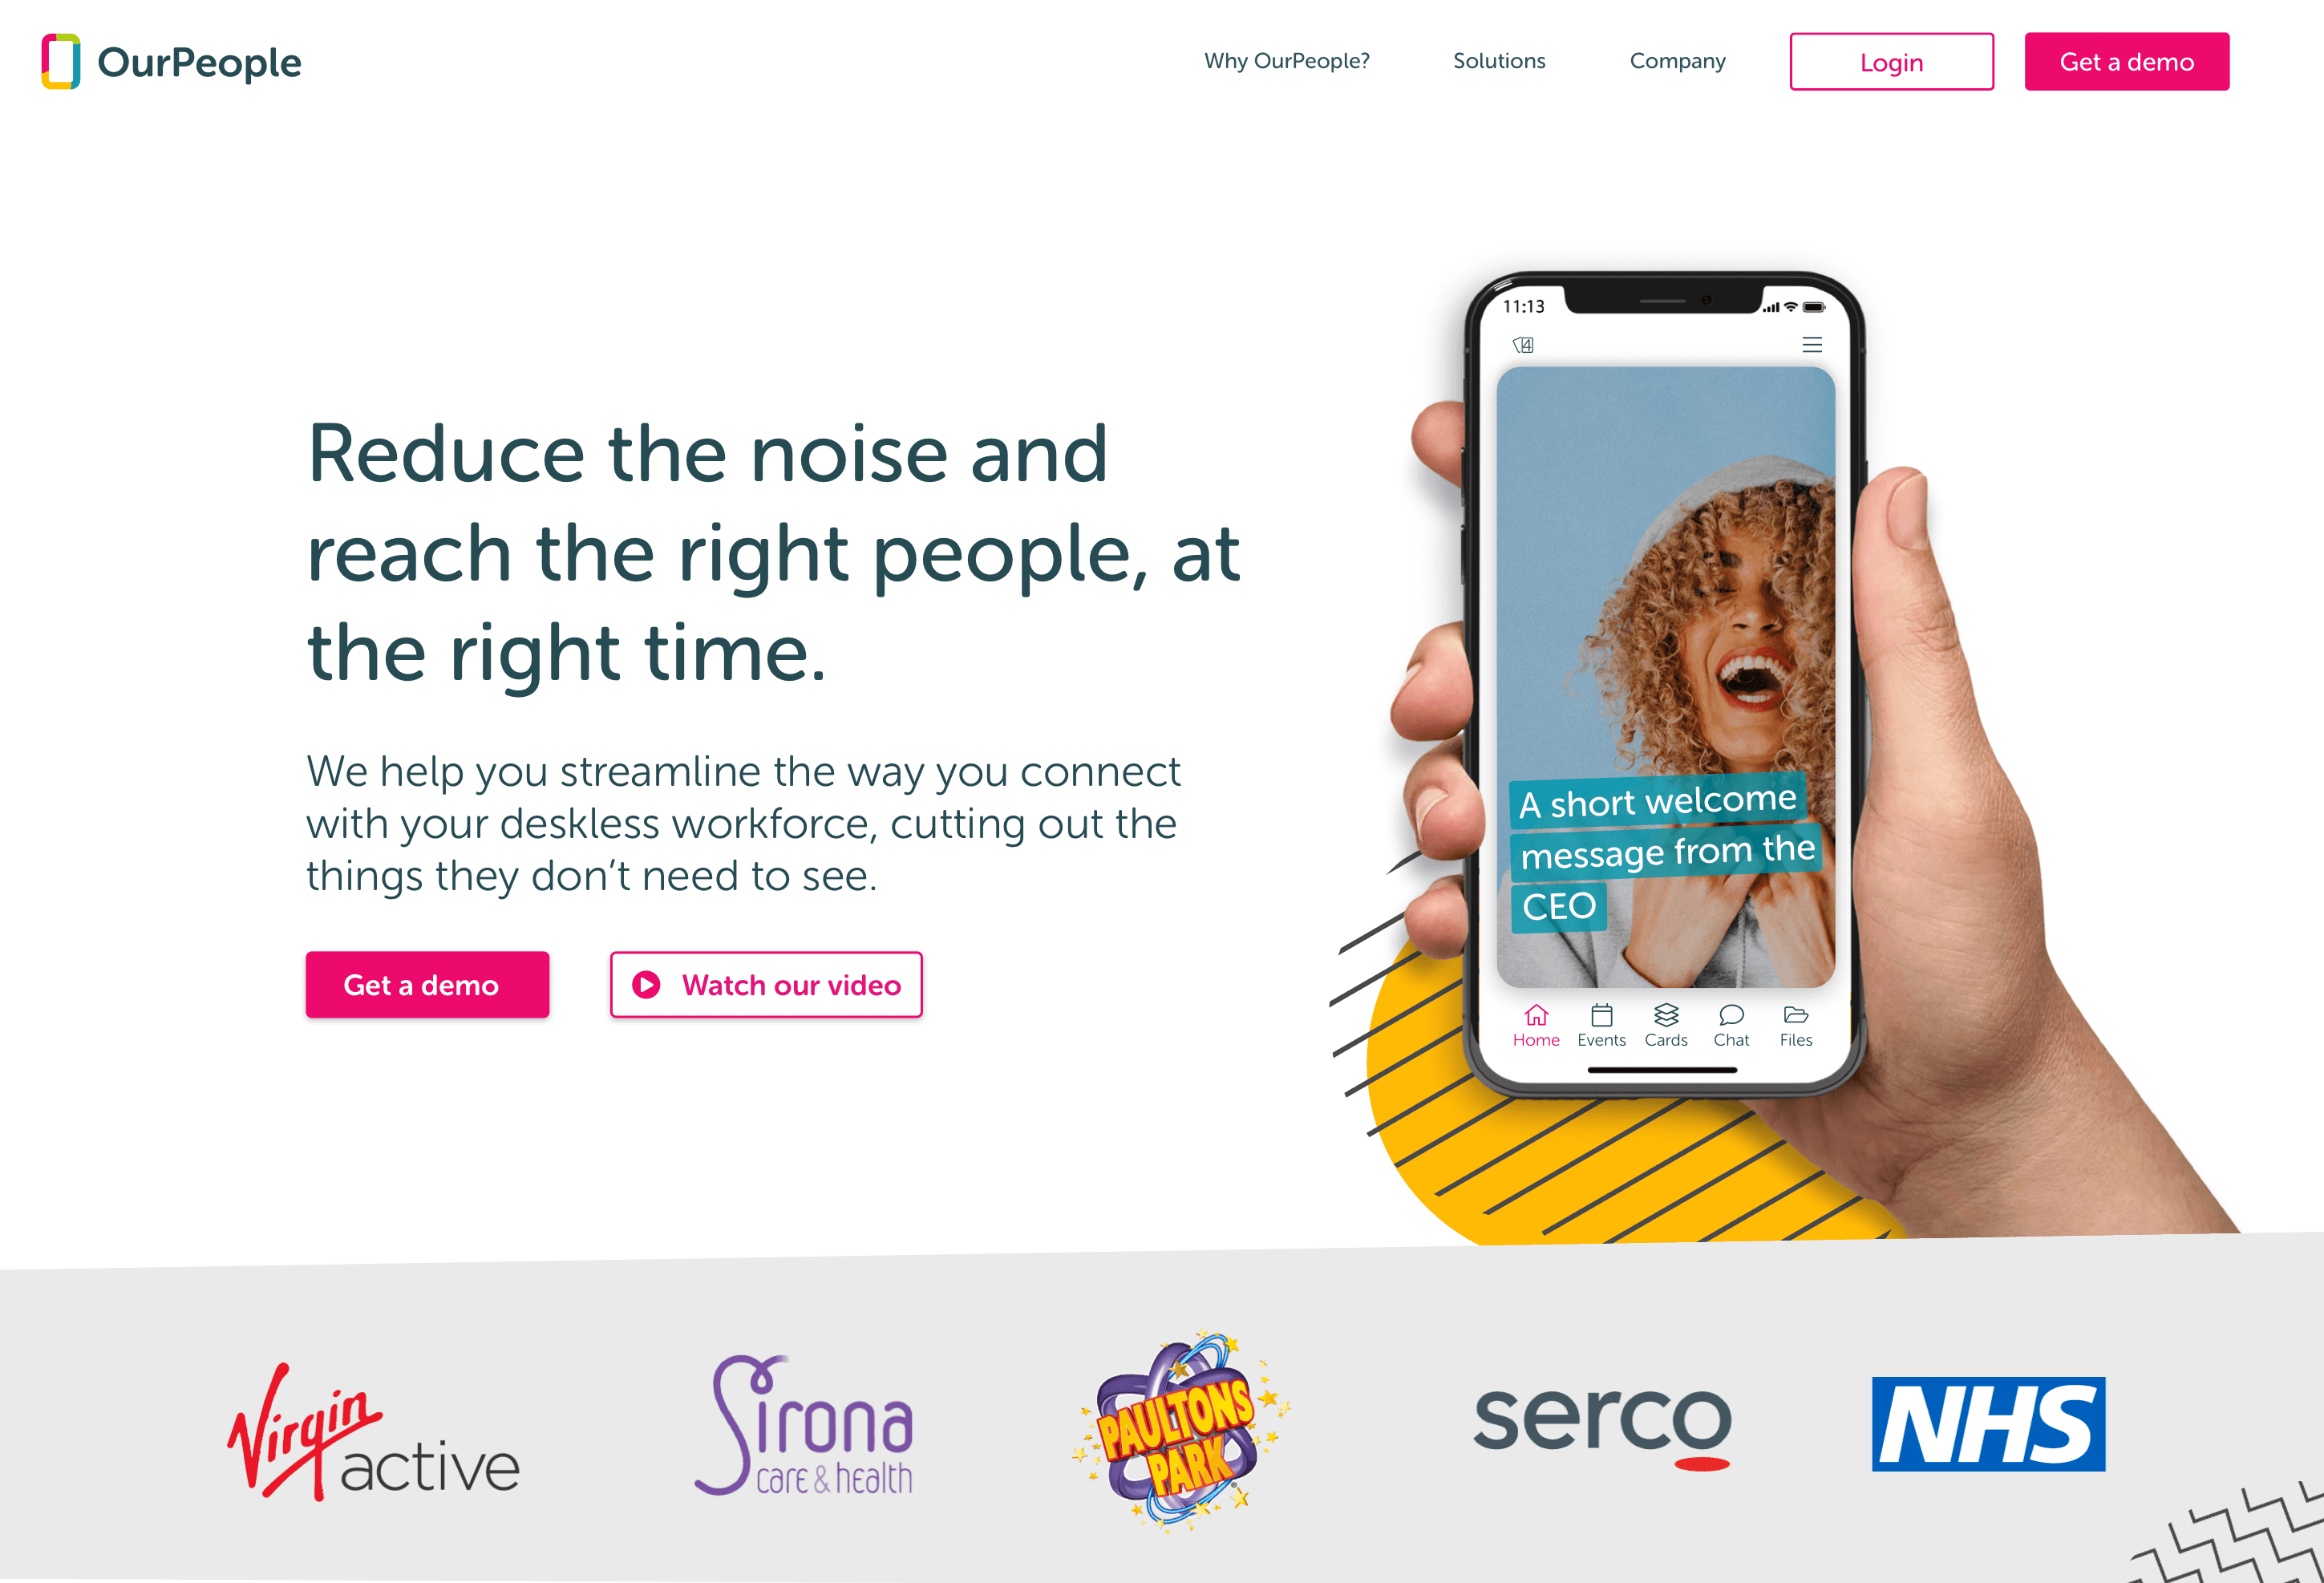 OurPeople
Why OurPeople?
Solutions
Company
Login
Get a demo
Reduce the noise and
reach the right people, at
the right time.
We help you streamline the way you connect
with your deskless workforce, cutting out the
things they don’t need to see.
Get a demo
Watch our video
11:13
4
A short welcome
message from the
CEO
Home
Events
Cards
Chat
Files
Virgin
active
Sirona
care & health
PAULTONS
PARK
serco
NHS